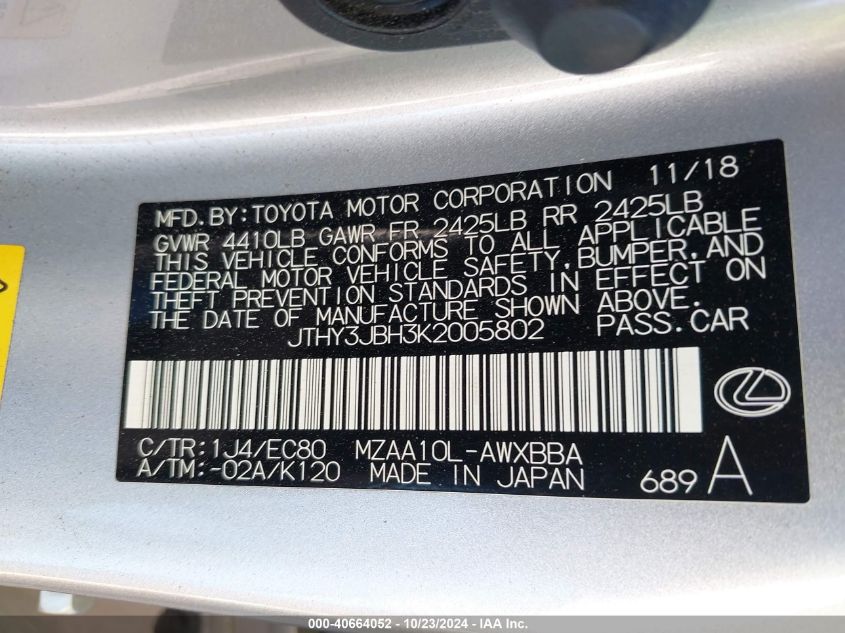 MFD.BY:TOYOTA MOTOR CORPORATION 11/18
GVWR 4410LB GAWR FR 2425LB RR 2425LB
THIS VEHICLE CONFORMS TO ALL APPLICABLE
FEDERAL MOTOR VEHICLE SAFETY,BUMPER,AND
THEFT PREVENTION STANDARDS IN EFFECT ON
THE DATE OF MANUFACTURE SHOWN ABOVE.
JTHY3JBH3K2005802 PASS.CAR
C/TR:1J4/EC80 MZAA10L-AWXBBA
A/TM:-02A/K120 MADE IN JAPAN 689 A
000-40664052 - 10/23/2024 - IAA Inc.